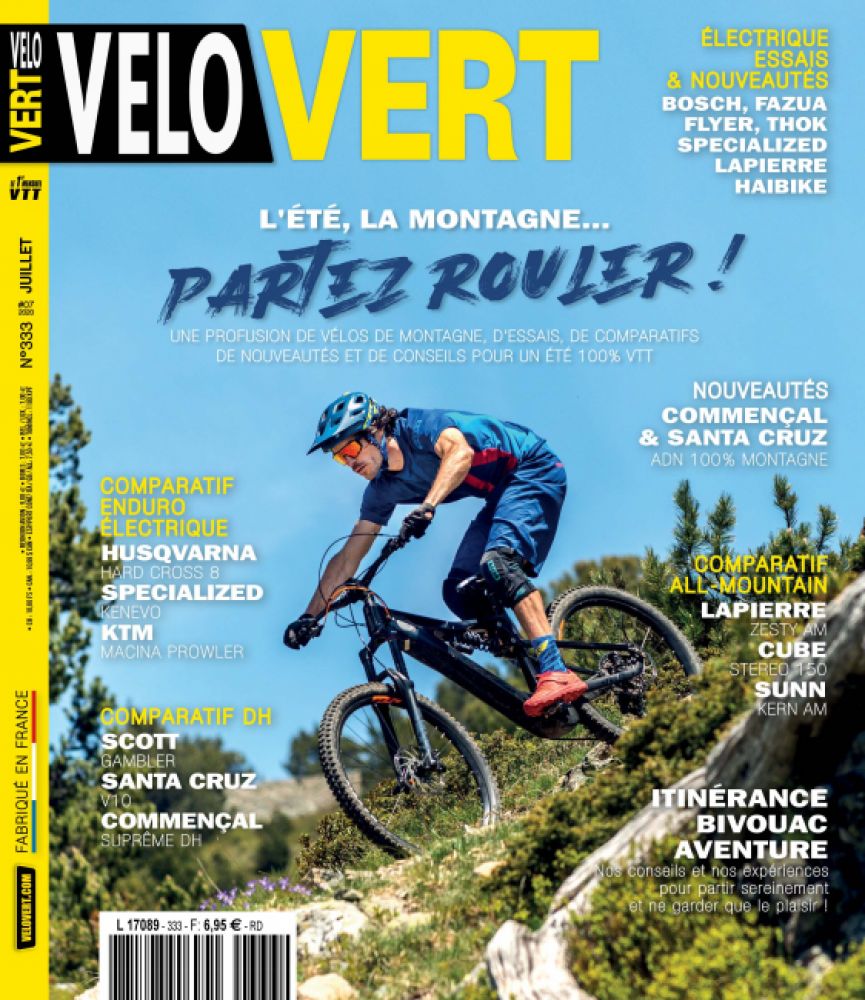 VELO VERT
ÉLECTRIQUE
ESSAIS
& NOUVEAUTÉS
BOSCH, FAZUA
FLYER, THOK
SPECIALIZED
LAPIERRE
HAIBIKE
L'ÉTÉ, LA MONTAGNE...
PARTEZ ROULER !
UNE PROFUSION DE VÉLOS DE MONTAGNE, D'ESSAIS, DE COMPARATIFS
DE NOUVEAUTÉS ET DE CONSEILS POUR UN ÉTÉ 100% VTT
NOUVEAUTÉS
COMMENÇAL
& SANTA CRUZ
ADN 100% MONTAGNE
COMPARATIF
ENDURO
ÉLECTRIQUE
HUSQVARNA
HARD CROSS 8
SPECIALIZED
KENEVO
KTM
MACINA PROWLER
COMPARATIF
ALL-MOUNTAIN
LAPIERRE
ZESTY AM
CUBE
STEREO 150
SUNN
KERN AM
COMPARATIF DH
SCOTT
GAMBLER
SANTA CRUZ
V10
COMMENÇAL
SUPRÊME DH
ITINÉRANCE
BIVOUAC
AVENTURE
Nos conseils et nos expériences
pour partir sereinement
et ne garder que le plaisir !
L 17089 - 333 - F: 6,95 € - RD
VELO
VERT
VTT
N°333 JUILLET
#07
2020
FABRIQUÉ EN FRANCE
VELOVERT.COM